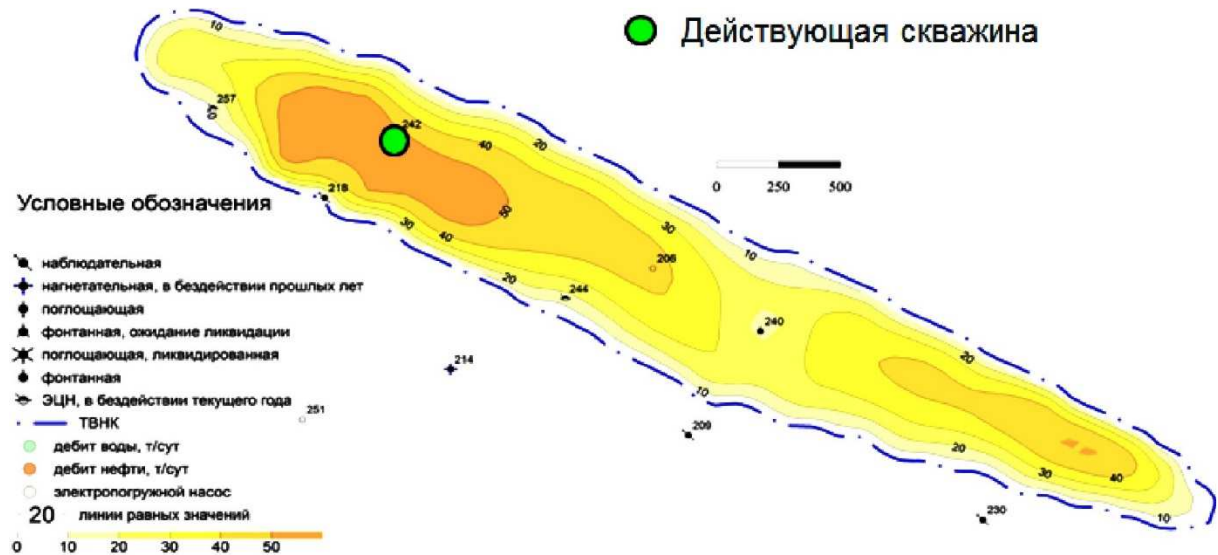 Действующая скважина
10
257
10
242
40
20
0 250 500
218
Условные обозначения
50
30
30
40
206
10
20
244
наблюдательная
нагнетательная, в бездействии прошлых лет
поглощающая
фонтанная, ожидание ликвидации
поглощающая, ликвидированная
фонтанная
ЭЦН, в бездействии текущего года
ТВНК
дебит воды, т/сут
дебит нефти, т/сут
электропогружной насос
20 линии равных значений
0 10 20 30 40 50
240
20
214
10
251
209
20
30
40
10
230